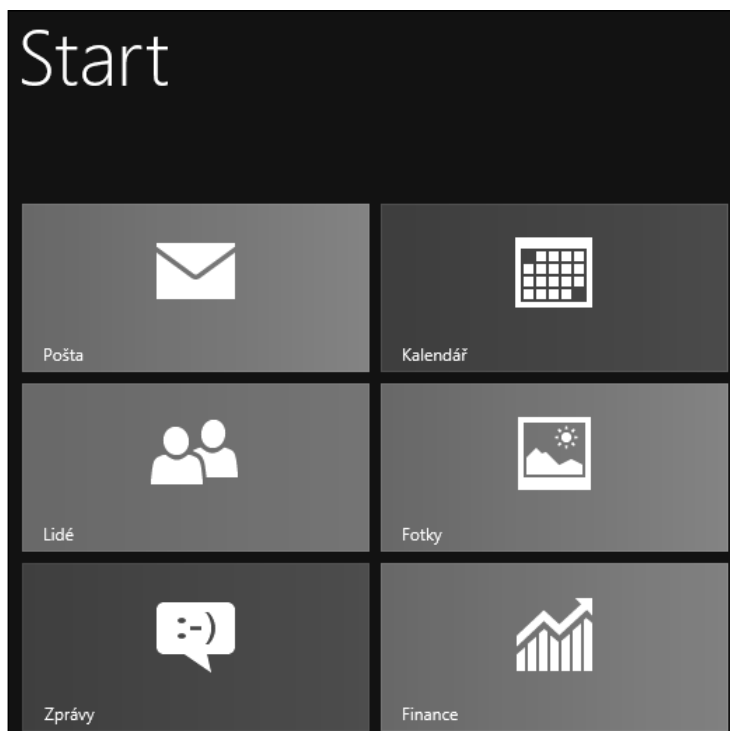 Start
Pošta
Kalendář
Lidé
Fotky
:-)
Zprávy
Finance